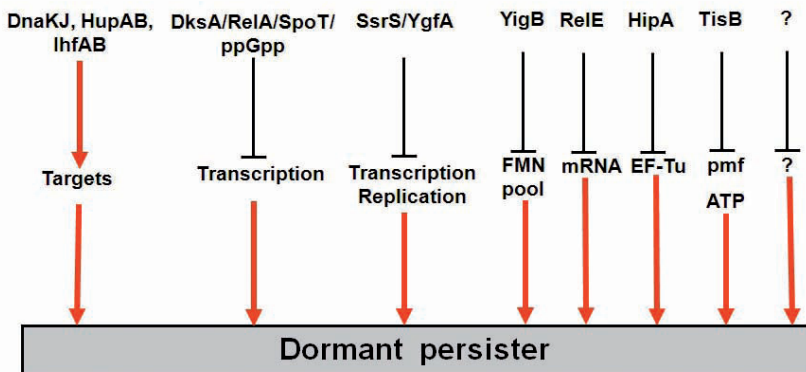 DnaKJ, HupAB, IhfAB
DksA/RelA/SpoT/ ppGpp
SsrS/YgfA
YigB
RelE
HipA
TisB
?
Targets
Transcription
Transcription
Replication
FMN
pool
mRNA
EF-Tu
pmf
ATP
?
Dormant persister